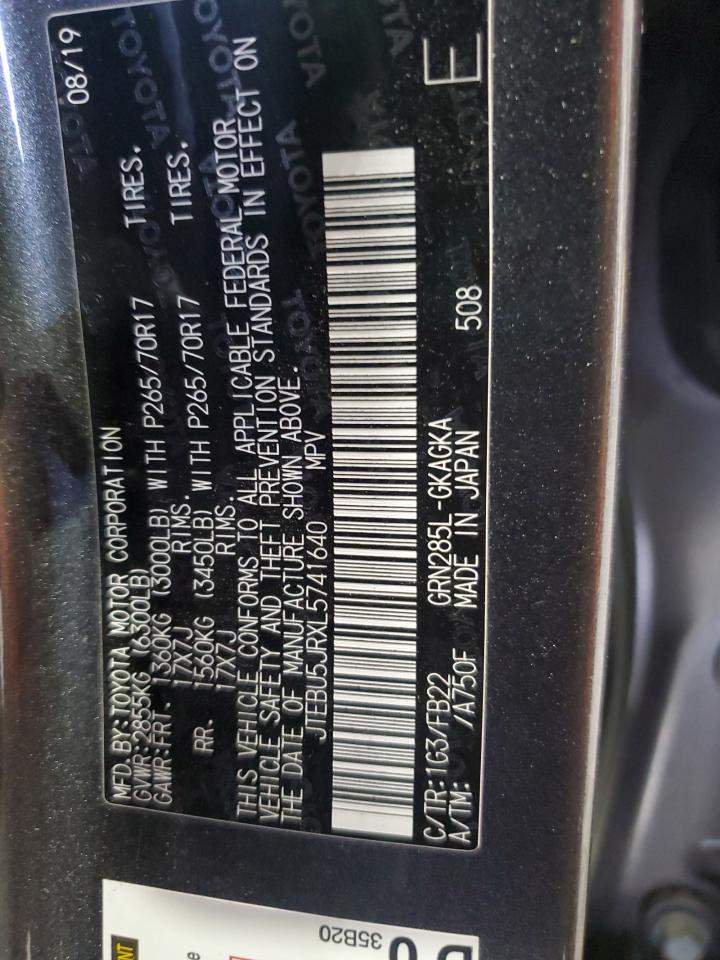 MFD. BY: TOYOTA MOTOR CORPORATION 08/19
GVWR: 2855KG (6300LB)
GAWR: FRT- 1360KG (3000LB) WITH P265/70R17 TIRES.
17X7J RIMS.
RR- 1560KG (3450LB) WITH P265/70R17 TIRES.
17X7J RIMS.
THIS VEHICLE CONFORMS TO ALL APPLICABLE FEDERAL MOTOR
VEHICLE SAFETY AND THEFT PREVENTION STANDARDS IN EFFECT ON
THE DATE OF MANUFACTURE SHOWN ABOVE.
JTEBU5JRXL5741640 MPV
C/TR: 1G3/FB22 GRN285L-GKAGKA
A/TM: /A750F MADE IN JAPAN 508
E
35B20